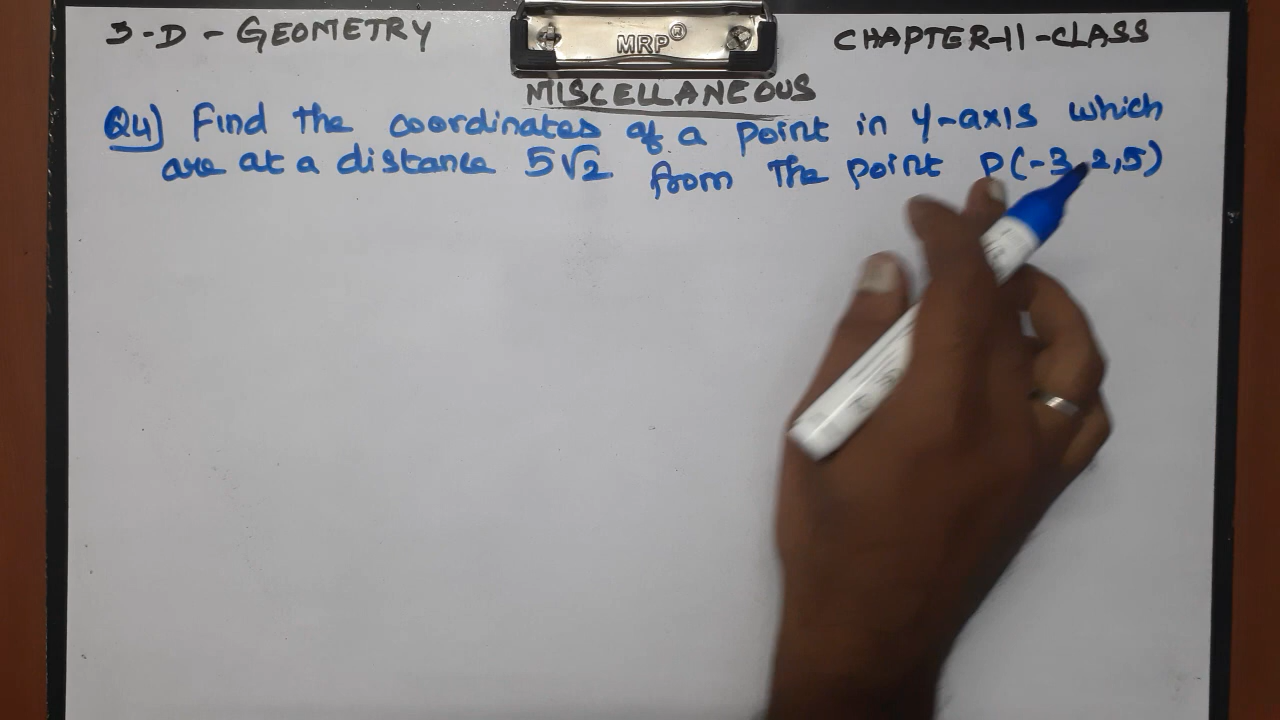 3-D - GEOMETRY
MRP®
CHAPTER-11-CLASS
MISCELLANEOUS
Q4) Find the coordinates of a point in y-axis which
are at a distance 5√2 from the point P(-3, 2,5)